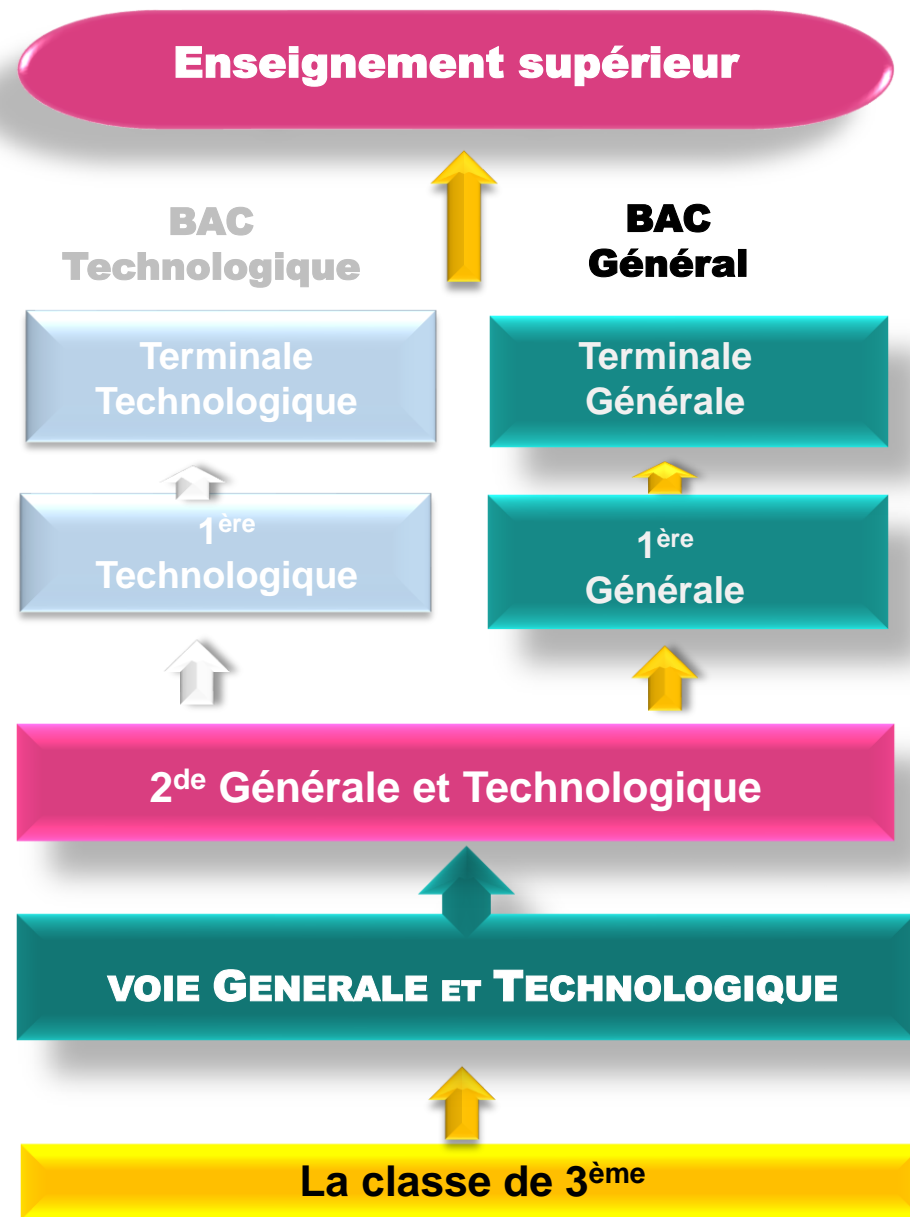 Enseignement supérieur
BAC
Technologique
BAC
Général
Terminale
Technologique
Terminale
Générale
1ère
Technologique
1ère
Générale
2de Générale et Technologique
VOIE GENERALE ET TECHNOLOGIQUE
La classe de 3ème